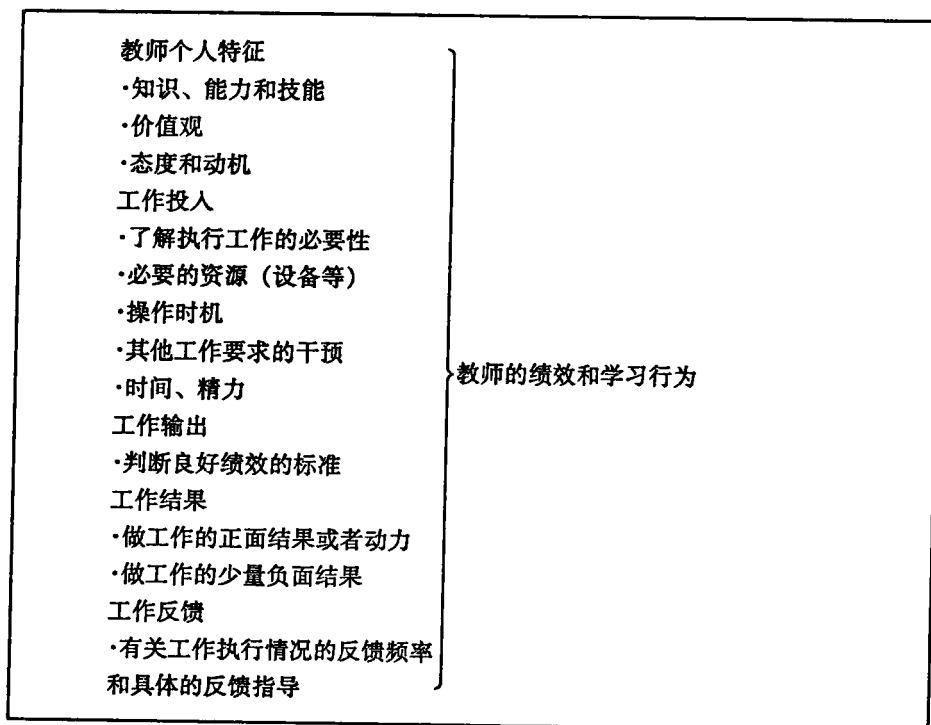 教师个人特征
·知识、能力和技能
·价值观
·态度和动机
工作投人
·了解执行工作的必要性
·必要的资源（设备等）
·操作时机
·其他工作要求的干预
·时间、精力
教师的绩效和学习行为
工作输出
·判断良好绩效的标准
工作结果
·做工作的正面结果或者动力
·做工作的少量负面结果
工作反馈
·有关工作执行情况的反馈频率
和具体的反馈指导